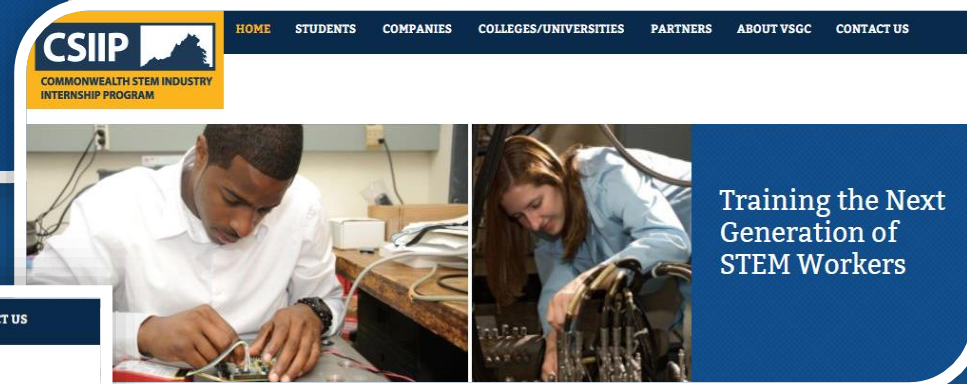 CSIIP
COMMONWEALTH STEM INDUSTRY
INTERNSHIP PROGRAM
HOME STUDENTS COMPANIES COLLEGES/UNIVERSITIES PARTNERS ABOUT VSGC CONTACT US
Training the Next
Generation of
STEM Workers
US